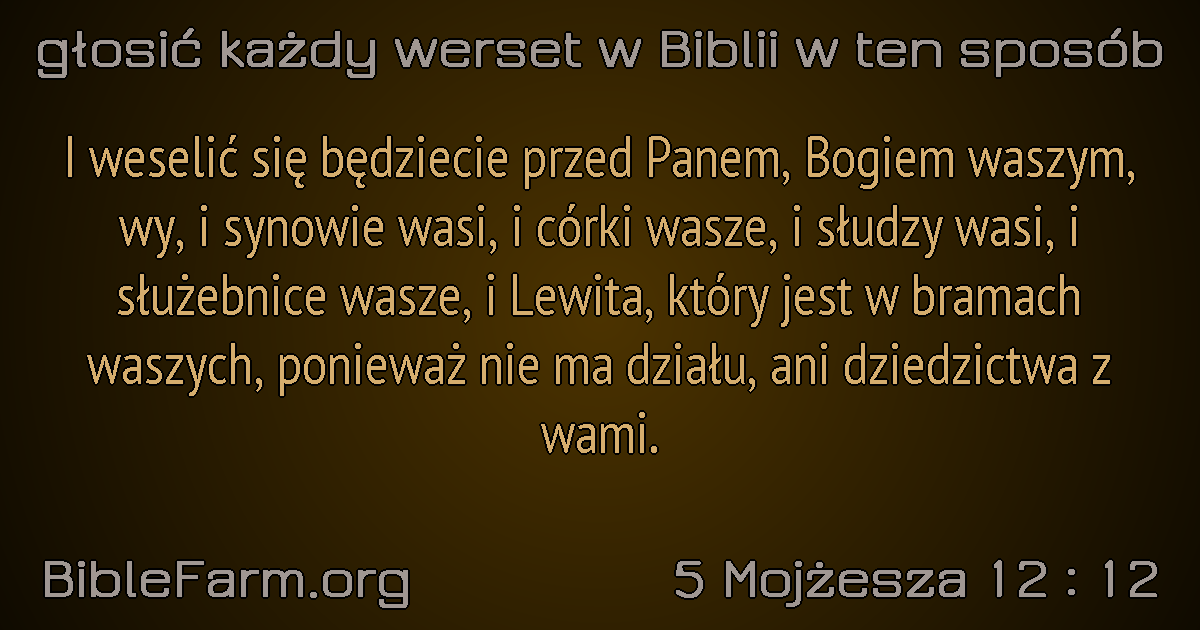 głosić każdy werset w Biblii w ten sposób
I weselić się będziecie przed Panem, Bogiem waszym,
wy, i synowie wasi, i córki wasze, i słudzy wasi, i
służebnice wasze, i Lewita, który jest w bramach
waszych, ponieważ nie ma działu, ani dziedzictwa z
wami.
BibleFarm.org
5 Mojżesza 12 : 12